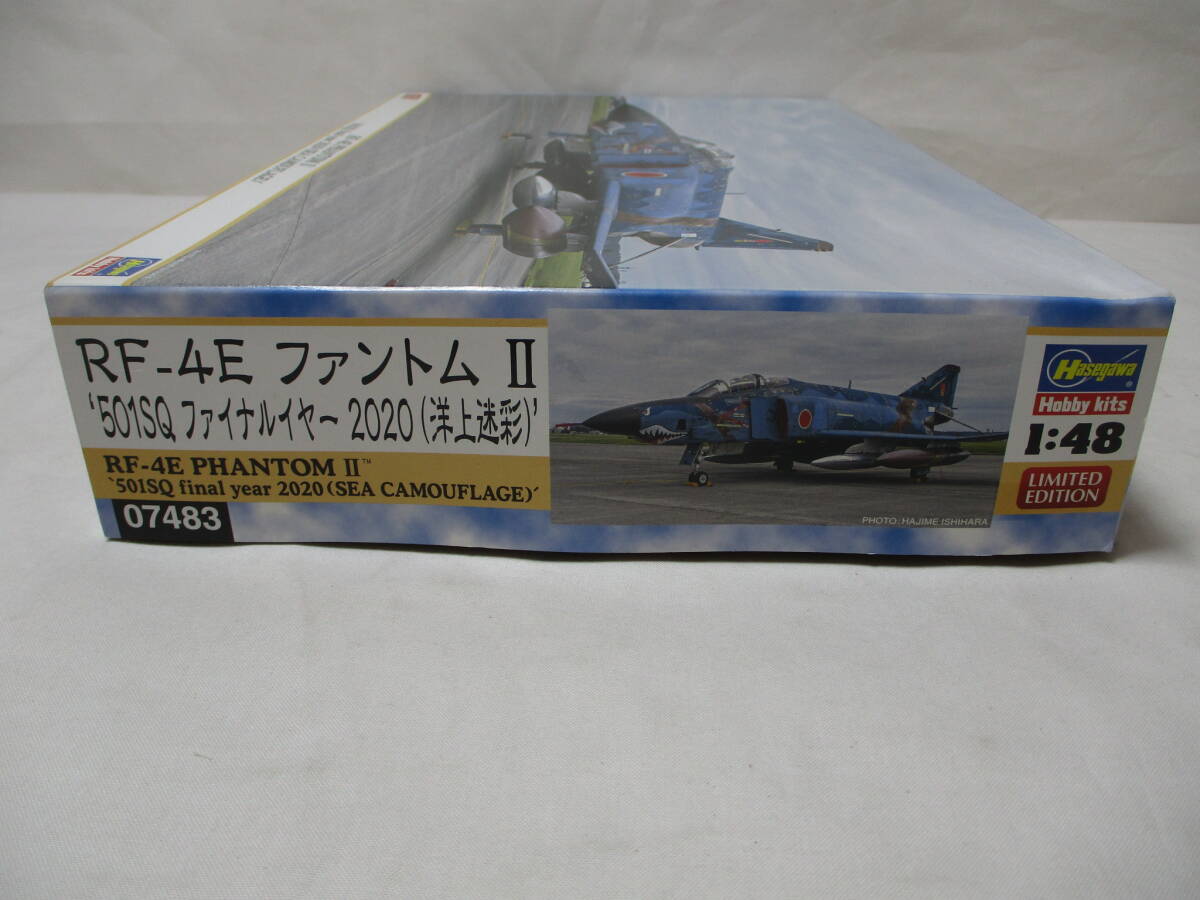 RF-4E ファントム II
‘501SQ ファイナルイヤー 2020(洋上迷彩)’
RF-4E PHANTOM II™
‘501SQ final year 2020(SEA CAMOUFLAGE)’
07483
PHOTO: HAJIME ISHIHARA
Hasegawa®
Hobby kits
1:48
LIMITED
EDITION
Hasegawa